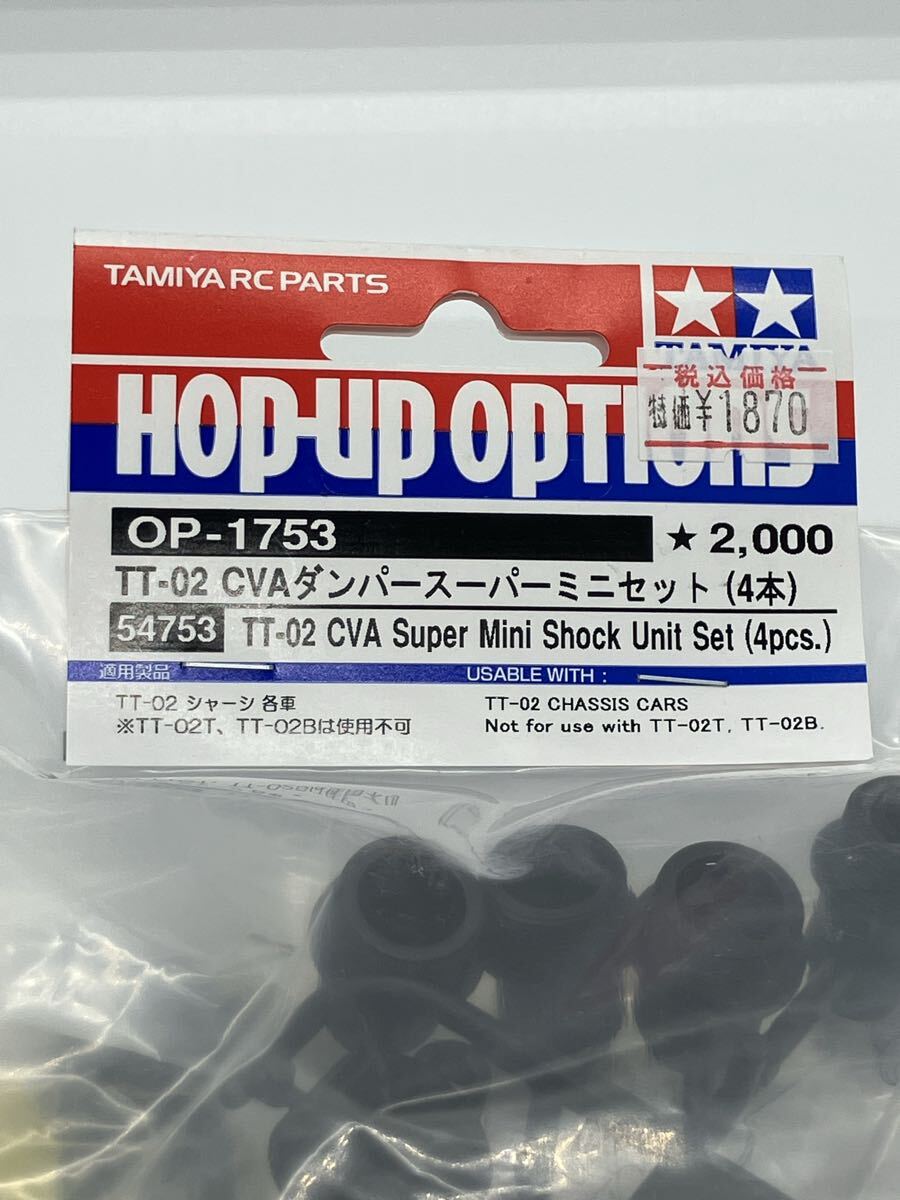 TAMIYA RC PARTS
TAMIYA
税込価格
特価¥1870
HOP-UP OPTIONS
OP-1753
★ 2,000
TT-02 CVAダンパースーパーミニセット (4本)
54753 TT-02 CVA Super Mini Shock Unit Set (4pcs.)
適用製品
USABLE WITH :
TT-02 シャーシ 各車
※TT-02T、TT-02Bは使用不可
TT-02 CHASSIS CARS
Not for use with TT-02T, TT-02B.